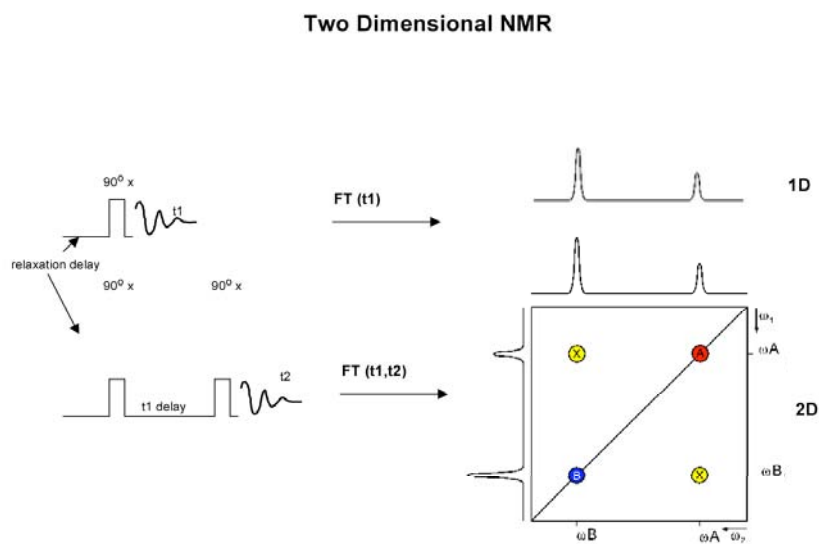 Two Dimensional NMR
90° x
t1
FT (t1)
1D
relaxation delay
90° x
90° x
ω₁
X
A
ωA
t1 delay
t2
FT (t1,t2)
2D
B
X
ωB
ωB
ωA
ω₂